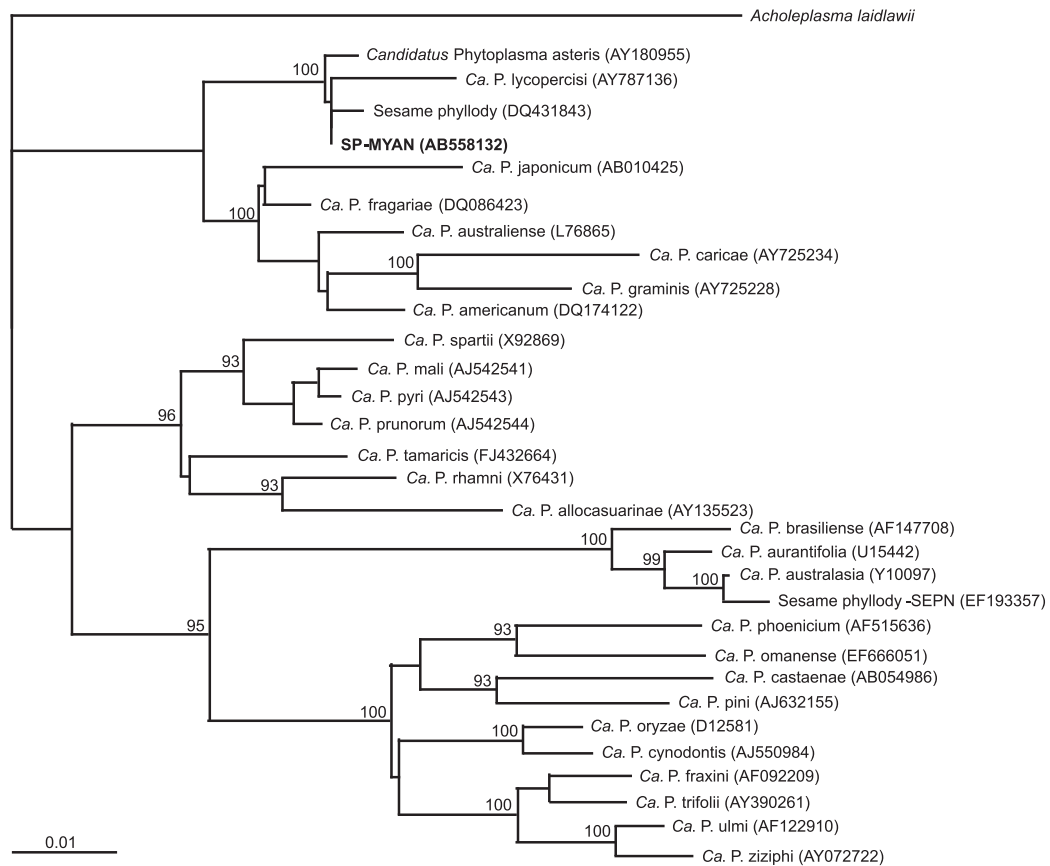 Acholeplasma laidlawii
Candidatus Phytoplasma asteris (AY180955)
100
Ca. P. lycopercisi (AY787136)
Sesame phyllody (DQ431843)
SP-MYAN (AB558132)
Ca. P. japonicum (AB010425)
100
Ca. P. fragariae (DQ086423)
Ca. P. australiense (L76865)
Ca. P. caricae (AY725234)
100
Ca. P. graminis (AY725228)
Ca. P. americanum (DQ174122)
Ca. P. spartii (X92869)
93
Ca. P. mali (AJ542541)
Ca. P. pyri (AJ542543)
96
Ca. P. prunorum (AJ542544)
Ca. P. tamaricis (FJ432664)
Ca. P. rhamni (X76431)
93
Ca. P. allocasuarinae (AY135523)
Ca. P. brasiliense (AF147708)
100
Ca. P. aurantifolia (U15442)
99
Ca. P. australasia (Y10097)
100
Sesame phyllody-SEPN (EF193357)
95
Ca. P. phoenicium (AF515636)
93
Ca. P. omanense (EF666051)
Ca. P. castaenae (AB054986)
93
Ca. P. pini (AJ632155)
100
Ca. P. oryzae (D12581)
100
Ca. P. cynodontis (AJ550984)
Ca. P. fraxini (AF092209)
Ca. P. trifolii (AY390261)
100
Ca. P. ulmi (AF122910)
100
Ca. P. ziziphi (AY072722)
0.01